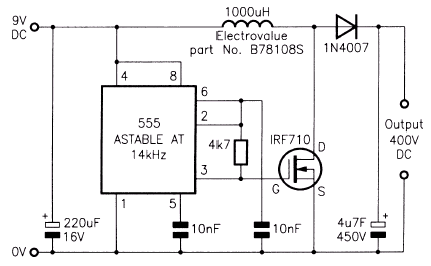 1000uH
9V
DC
Electrovalue
part No. B78108S
1N4007
4
8
6
555
ASTABLE AT
14kHz
2
4k7
IRF710
D
Output
400V
DC
3
G
S
1
5
+
220uF
16V
10nF
10nF
+
4u7F
450V
0V